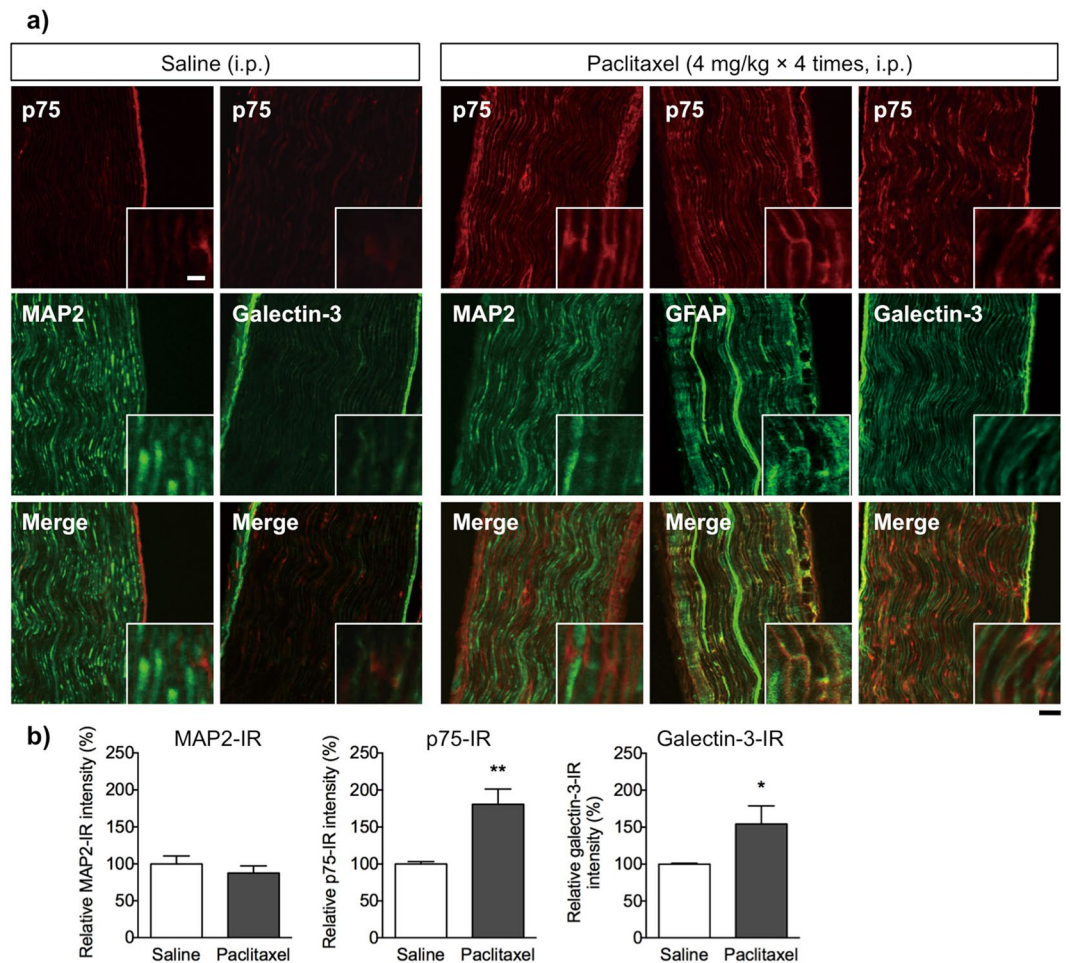 a)
Saline (i.p.)
Paclitaxel (4 mg/kg × 4 times, i.p.)
p75
p75
p75
p75
p75
MAP2
Galectin-3
MAP2
GFAP
Galectin-3
Merge
Merge
Merge
Merge
Merge
b)
MAP2-IR
Relative MAP2-IR intensity (%)
250
200
150
100
50
0
Saline
Paclitaxel
p75-IR
Relative p75-IR intensity (%)
250
200
150
100
50
0
**
Saline
Paclitaxel
Galectin-3-IR
Relative galectin-3-IR
intensity (%)
250
200
150
100
50
0
*
Saline
Paclitaxel